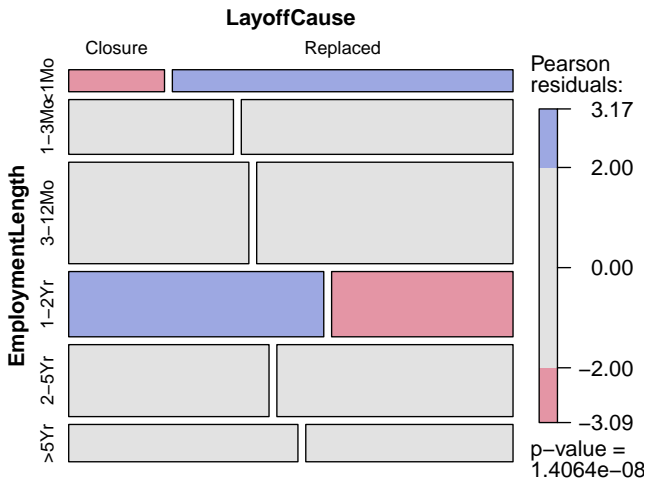 LayoffCause
Closure Replaced
EmploymentLength
<1Mo
1−3Mo
3−12Mo
1−2Yr
2−5Yr
>5Yr
Pearson
residuals:
3.17
2.00
0.00
−2.00
−3.09
p−value =
1.4064e−08